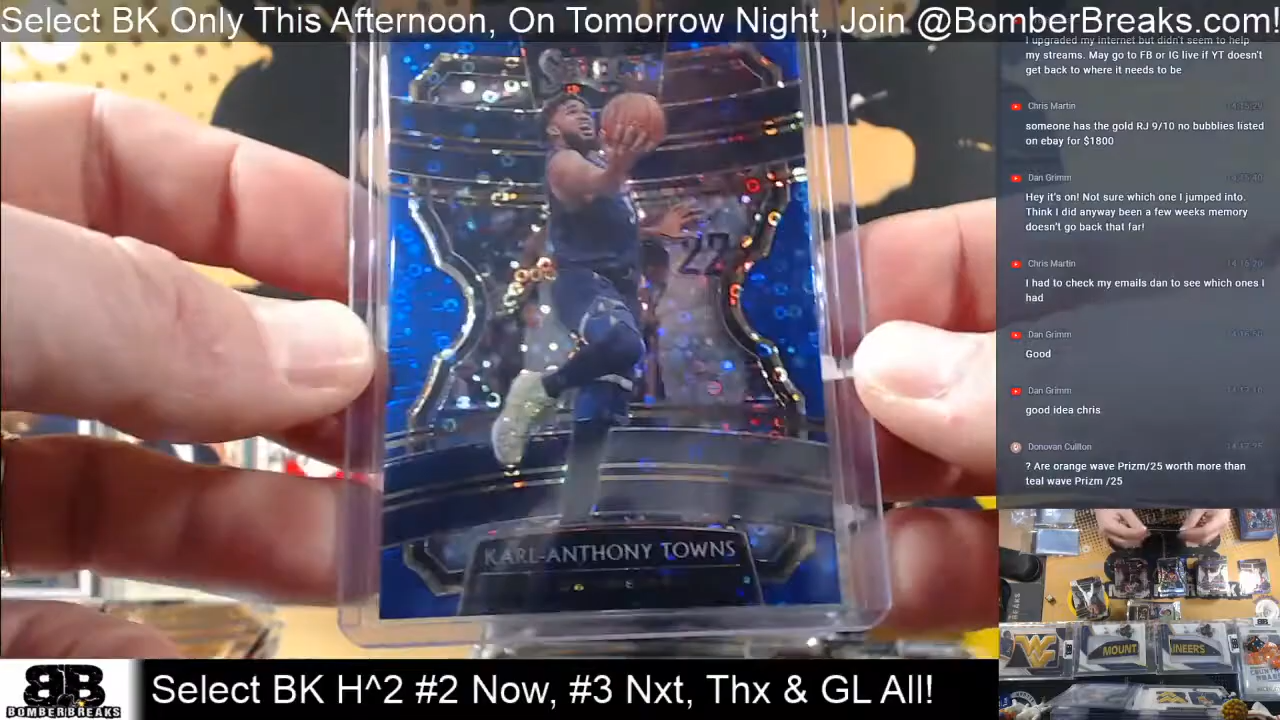 Select BK Only This Afternoon, On Tomorrow Night, Join @BomberBreaks.com!
I upgraded my internet but didn't seem to help
my streams. May go to FB or IG live if YT doesn't
get back to where it needs to be
Chris Martin
someone has the gold RJ 9/10 no bubblies listed
on ebay for $1800
Dan Grimm
Hey it's on! Not sure which one I jumped into.
Think I did anyway been a few weeks memory
doesn't go back that far!
Chris Martin
I had to check my emails dan to see which ones I
had
Dan Grimm
Good
Dan Grimm
good idea chris
Donovan Cullton
? Are orange wave Prizm/25 worth more than
teal wave Prizm /25
22
KARL-ANTHONY TOWNS
MOUNT
INEERS
BB
BOMBERBREAKS
Select BK H^2 #2 Now, #3 Nxt, Thx & GL All!